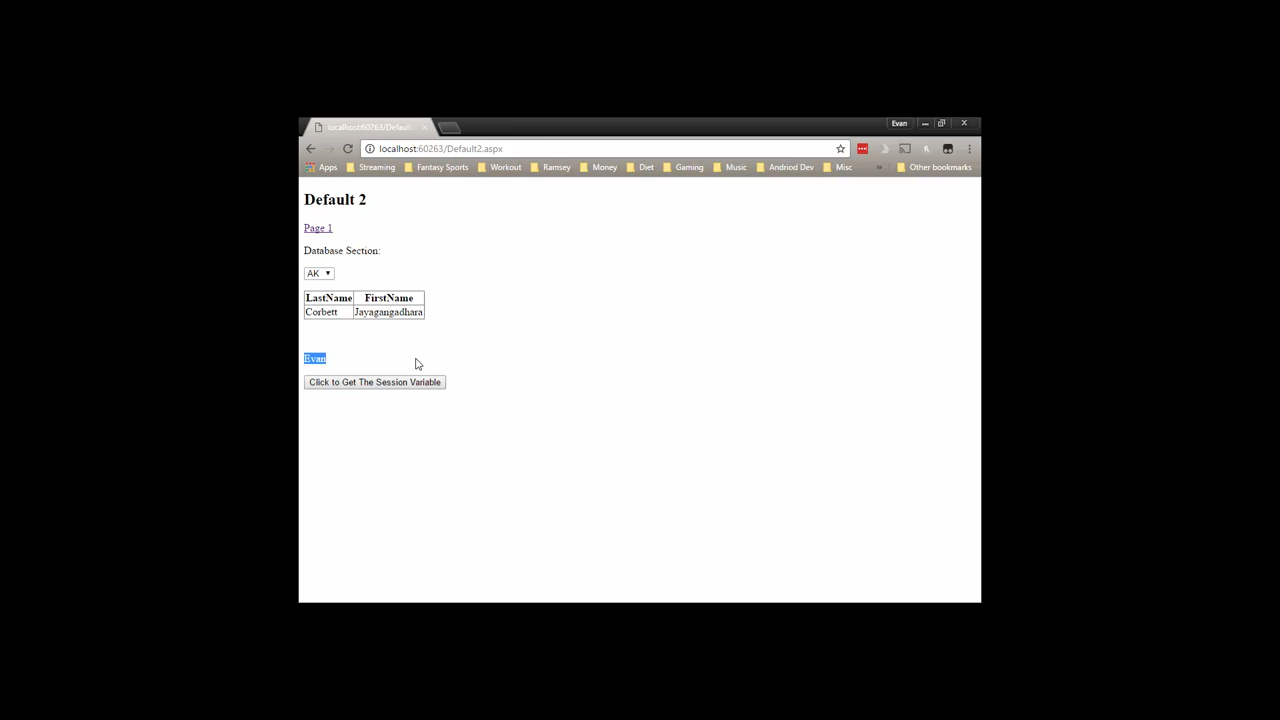 localhost:60263/Defau
Evan
localhost:60263/Default2.aspx
Apps Streaming Fantasy Sports Workout Ramsey Money Diet Gaming Music Andriod Dev Misc » Other bookmarks
Default 2
Page 1
Database Section:
AK
LastName FirstName
Corbett Jayagangadhara
Evan
Click to Get The Session Variable